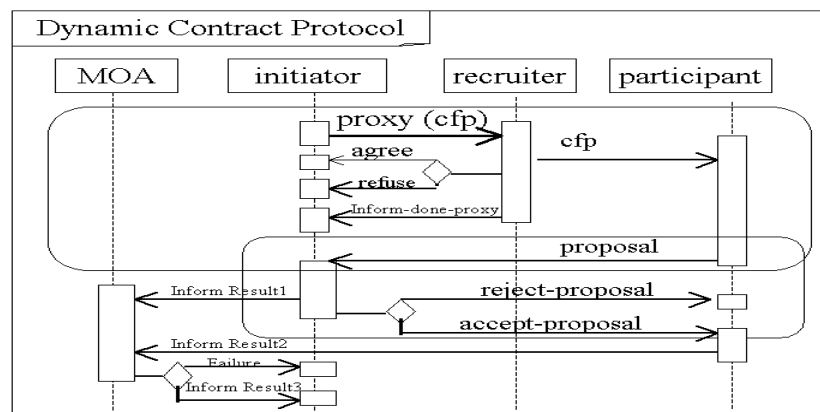 Dynamic Contract Protocol
MOA
initiator
recruiter
participant
proxy (cfp)
agree
cfp
refuse
Inform-done-proxy
proposal
Inform Result1
reject-proposal
accept-proposal
Inform Result2
Failure
Inform Result3